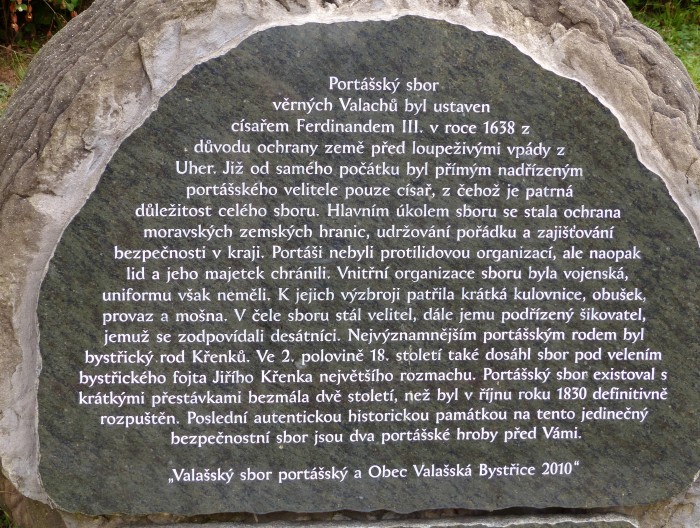 Portášský sbor
věrných Valachů byl ustaven
císařem Ferdinandem III. v roce 1638 z
důvodu ochrany země před loupeživými vpády z
Uher. Již od samého počátku byl přímým nadřízeným
portášského velitele pouze císař, z čehož je patrná
důležitost celého sboru. Hlavním úkolem sboru se stala ochrana
moravských zemských hranic, udržování pořádku a zajišťování
bezpečnosti v kraji. Portáši nebyli protilidovou organizací, ale naopak
lid a jeho majetek chránili. Vnitřní organizace sboru byla vojenská,
uniformu však neměli. K jejich výzbroji patřila krátká kulovnice, obušek,
provaz a mošna. V čele sboru stál velitel, dále jemu podřízený šikovatel,
jemuž se zodpovídali desátníci. Nejvýznamnějším portášským rodem byl
bystřický rod Křenků. Ve 2. polovině 18. století také dosáhl sbor pod velením
bystřického fojta Jiřího Křenka největšího rozmachu. Portášský sbor existoval s
krátkými přestávkami bezmála dvě století, než byl v říjnu roku 1830 definitivně
rozpuštěn. Poslední autentickou historickou památkou na tento jedinečný
bezpečnostní sbor jsou dva portášské hroby před Vámi.
„Valašský sbor portášský a Obec Valašská Bystřice 2010"